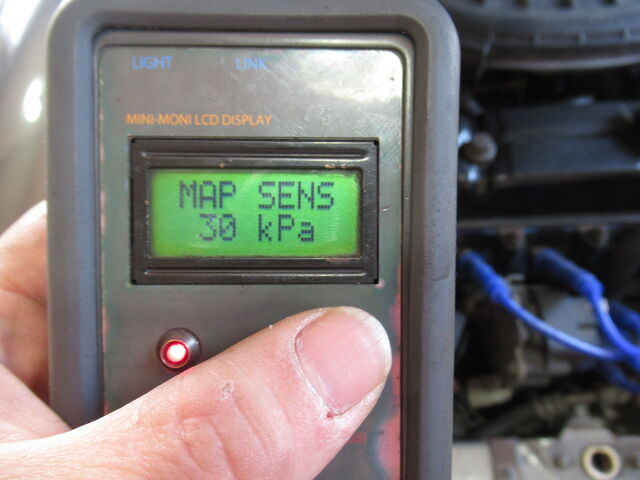 LIGHT LINK
MINI-MONI LCD DISPLAY
MAP SENS
30 kPa